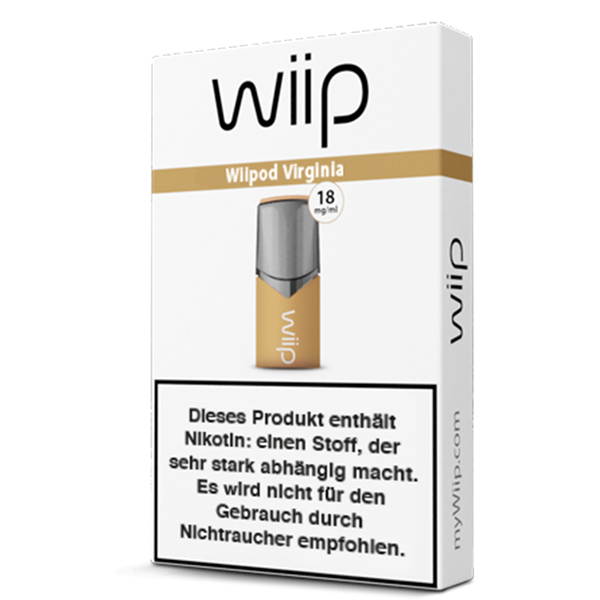 wiip
Wiipod Virginia
18
mg/ml
wiip
Dieses Produkt enthält
Nikotin: einen Stoff, der
sehr stark abhängig macht.
Es wird nicht für den
Gebrauch durch
Nichtraucher empfohlen.
wiip
myWiip.com